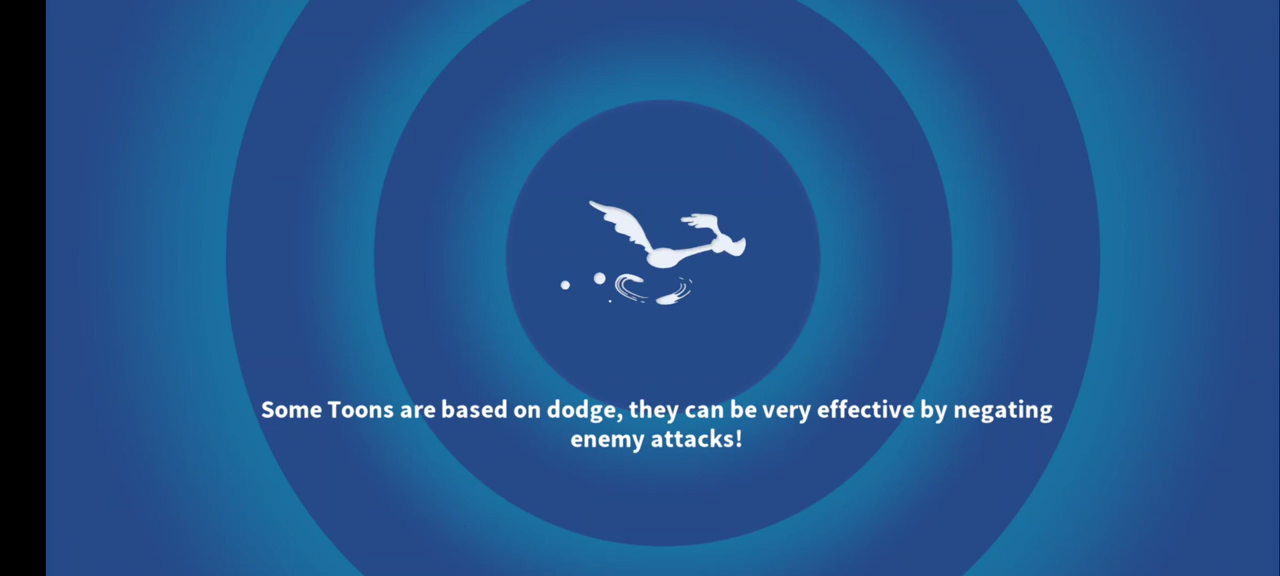 Some Toons are based on dodge, they can be very effective by negating
enemy attacks!